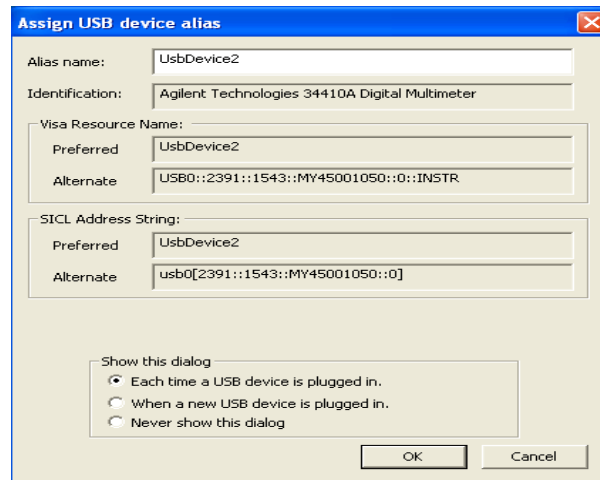 Assign USB device alias
Alias name: UsbDevice2
Identification: Agilent Technologies 34410A Digital Multimeter
Visa Resource Name:
Preferred UsbDevice2
Alternate USB0::2391::1543::MY45001050::0::INSTR
SICL Address String:
Preferred UsbDevice2
Alternate usb0[2391::1543::MY45001050::0]
Show this dialog
Each time a USB device is plugged in.
When a new USB device is plugged in.
Never show this dialog
OK Cancel